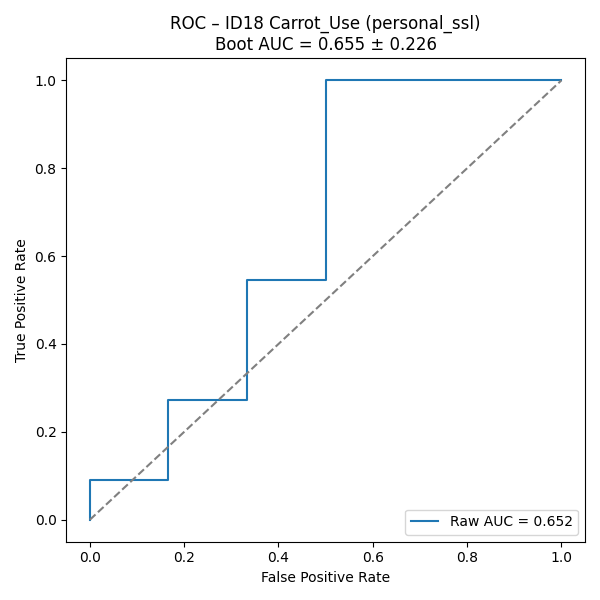 ROC – ID18 Carrot_Use (personal_ssl)
Boot AUC = 0.655 ± 0.226
1.0
0.8
0.6
0.4
0.2
0.0
True Positive Rate
Raw AUC = 0.652
0.0 0.2 0.4 0.6 0.8 1.0
False Positive Rate